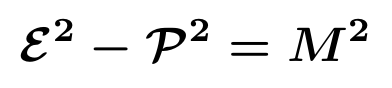 𝓔² − 𝓟² = M²